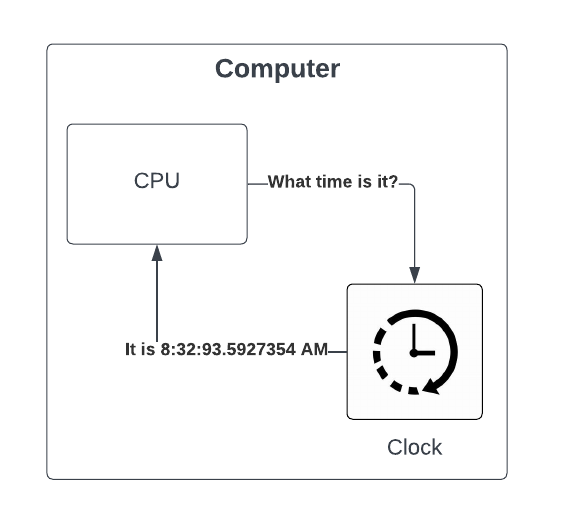 Computer
CPU
What time is it?
It is 8:32:93.5927354 AM
Clock